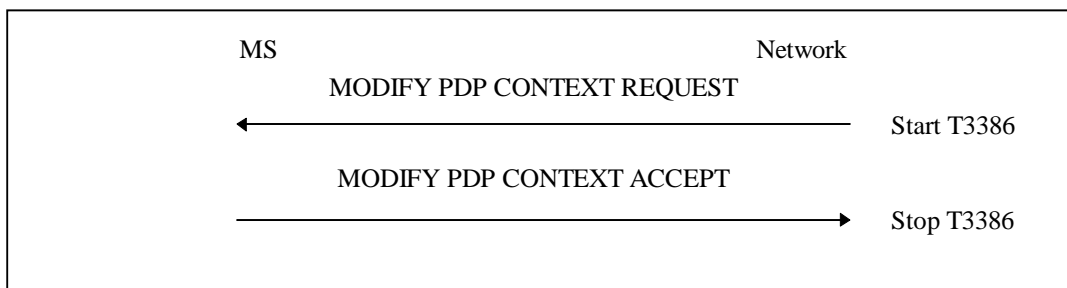 MS Network
MODIFY PDP CONTEXT REQUEST
Start T3386
MODIFY PDP CONTEXT ACCEPT
Stop T3386